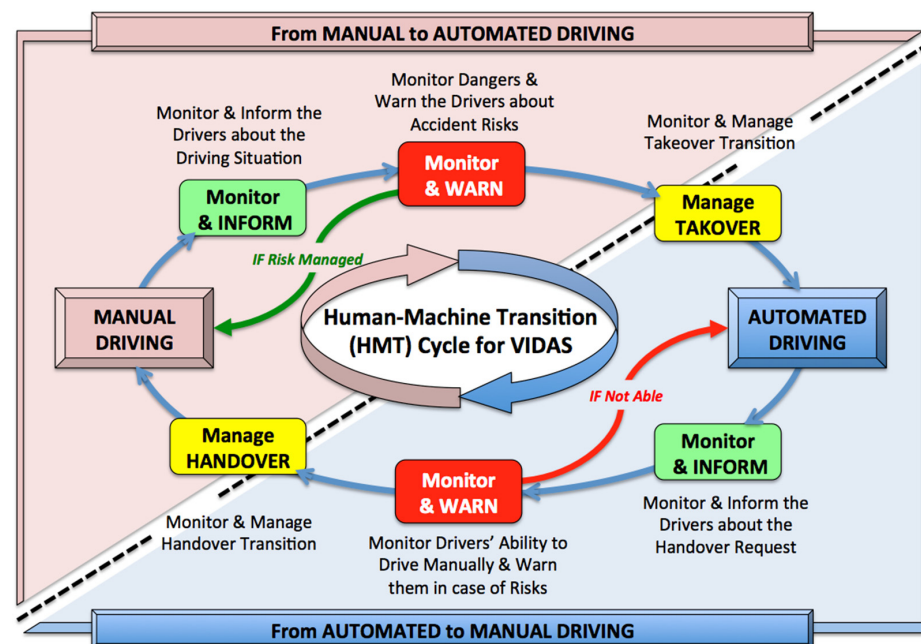 From MANUAL to AUTOMATED DRIVING
Monitor Dangers &
Warn the Drivers about
Accident Risks
Monitor & Inform the
Drivers about the
Driving Situation
Monitor & Manage
Takeover Transition
Monitor
& WARN
Monitor
& INFORM
Manage
TAKOVER
IF Risk Managed
MANUAL
DRIVING
Human-Machine Transition
(HMT) Cycle for VIDAS
AUTOMATED
DRIVING
IF Not Able
Manage
HANDOVER
Monitor
& INFORM
Monitor
& WARN
Monitor & Manage
Handover Transition
Monitor & Inform the
Drivers about the
Handover Request
Monitor Drivers' Ability to
Drive Manually & Warn
them in case of Risks
From AUTOMATED to MANUAL DRIVING